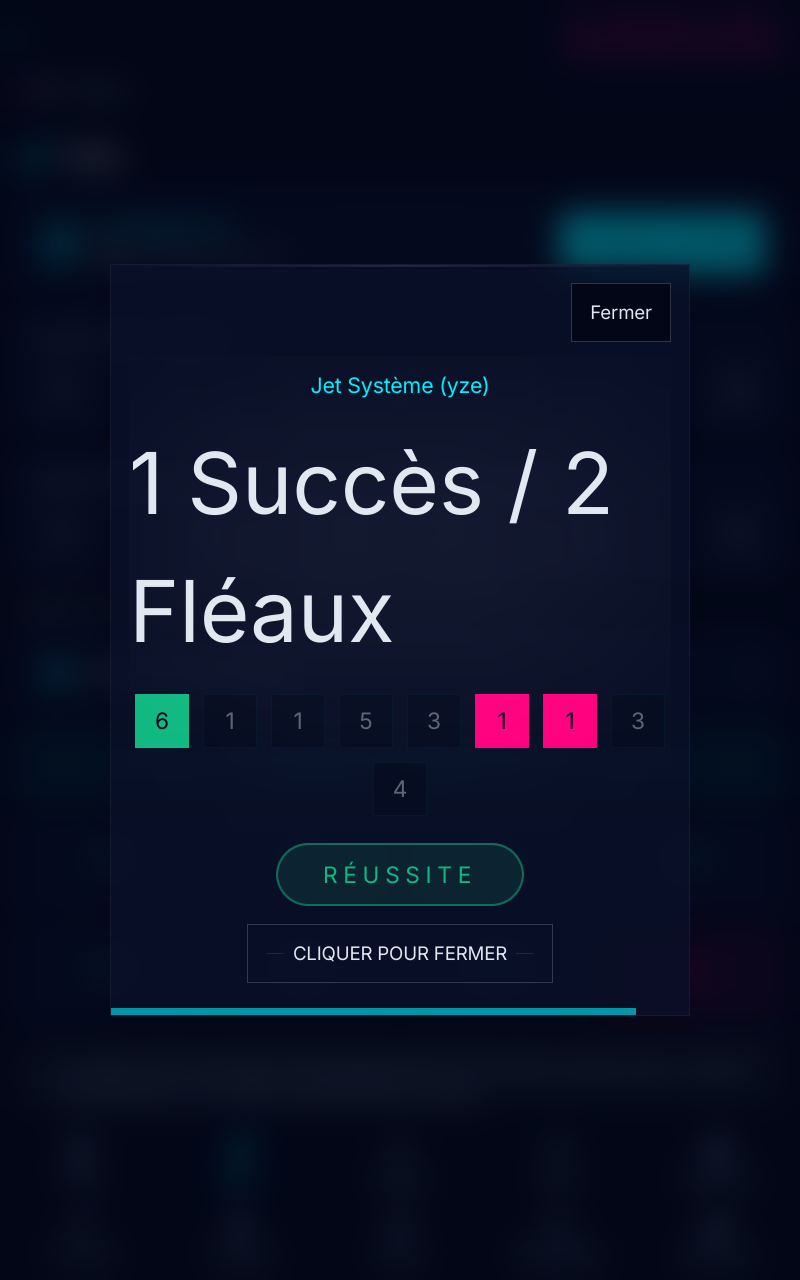 Fermer
Jet Système (yze)
1 Succès / 2
Fléaux
6 1 1 5 3 1 1 3
4
RÉUSSITE
CLIQUER POUR FERMER